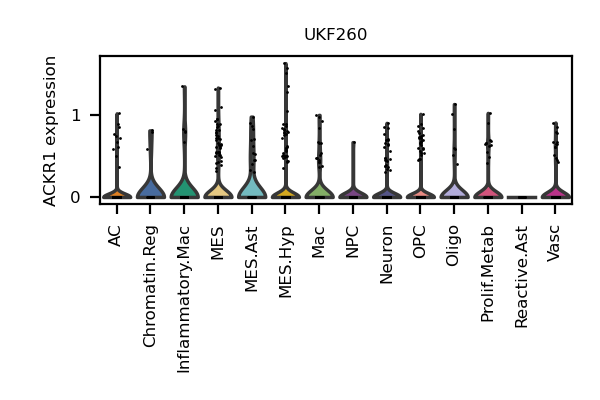 UKF260
ACKR1 expression
1
0
AC
Chromatin.Reg
Inflammatory.Mac
MES
MES.Ast
MES.Hyp
Mac
NPC
Neuron
OPC
Oligo
Prolif.Metab
Reactive.Ast
Vasc